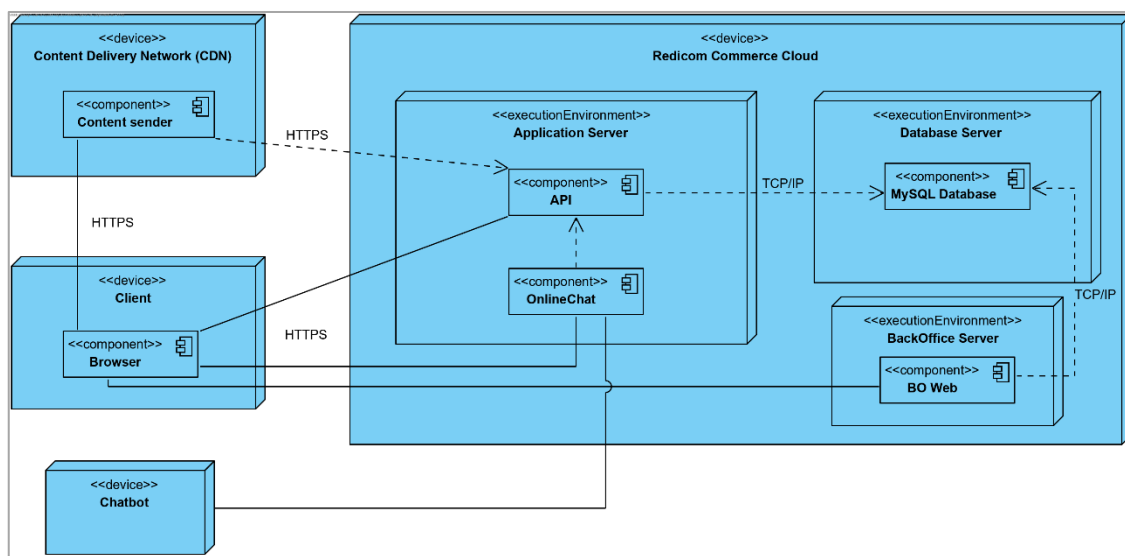 <<device>>
Content Delivery Network (CDN)
<<component>>
Content sender
HTTPS
HTTPS
<<device>>
Client
<<component>>
Browser
HTTPS
<<device>>
Chatbot
<<device>>
Redicom Commerce Cloud
<<executionEnvironment>>
Application Server
<<component>>
API
TCP/IP
<<component>>
OnlineChat
<<executionEnvironment>>
Database Server
<<component>>
MySQL Database
TCP/IP
<<executionEnvironment>>
BackOffice Server
<<component>>
BO Web